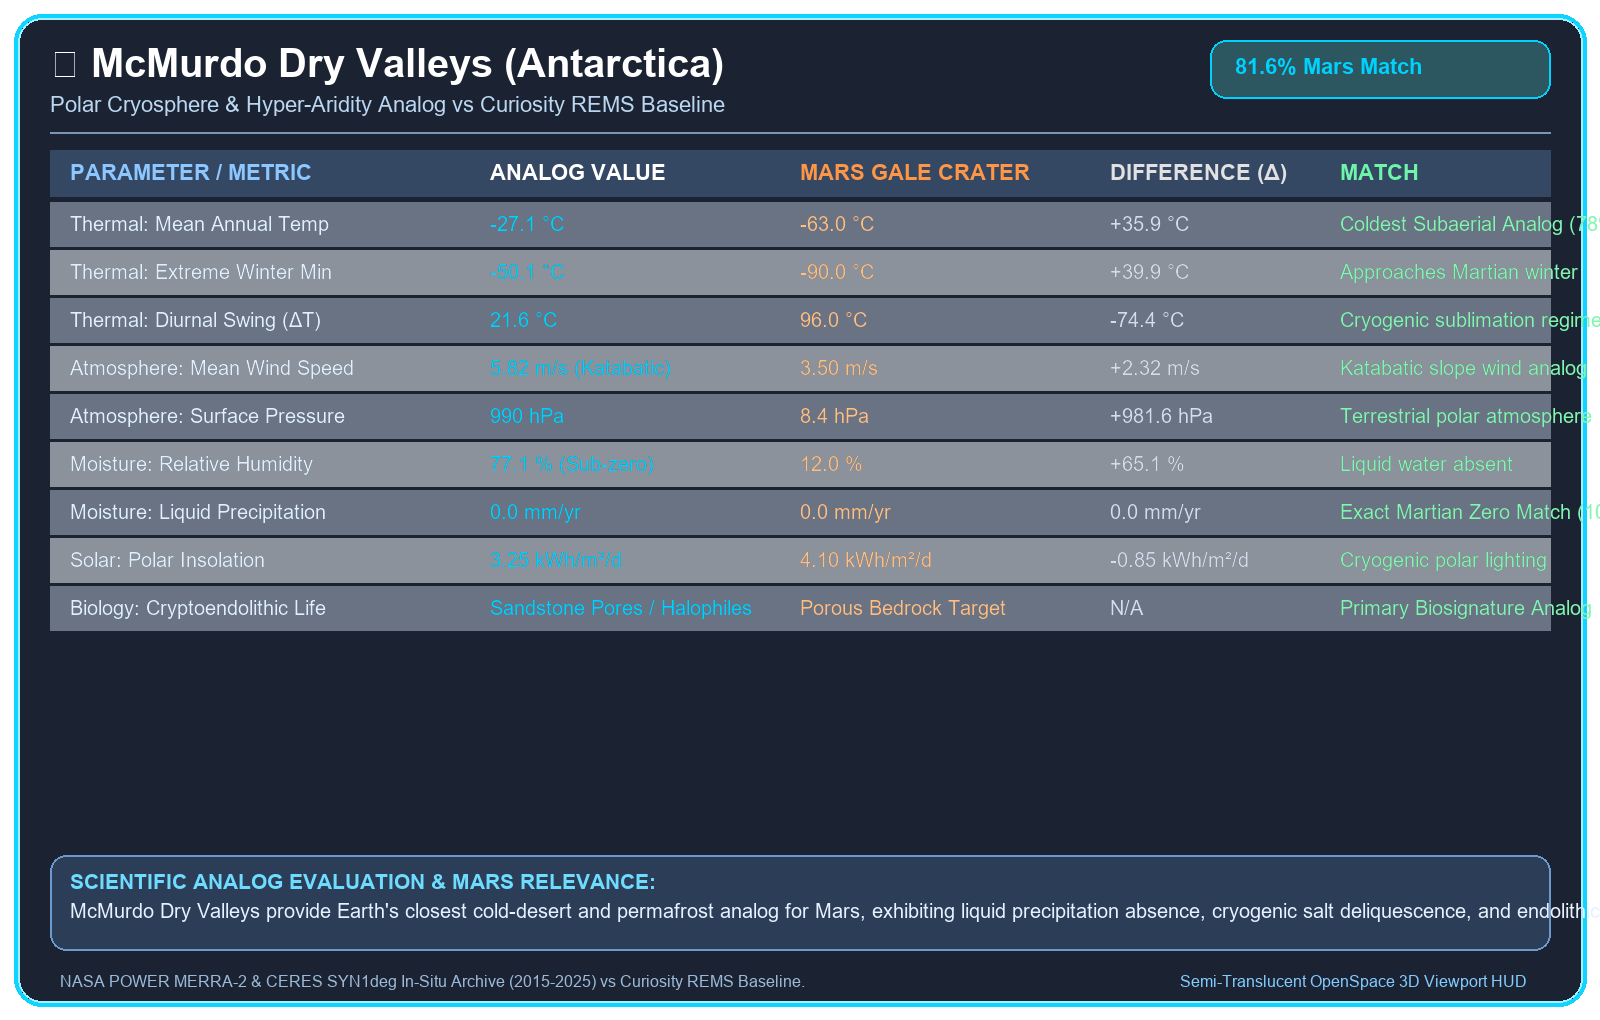 McMurdo Dry Valleys (Antarctica)
81.6% Mars Match
Polar Cryosphere & Hyper-Aridity Analog vs Curiosity REMS Baseline
PARAMETER / METRIC ANALOG VALUE MARS GALE CRATER DIFFERENCE (Δ) MATCH
Thermal: Mean Annual Temp -27.1 °C -63.0 °C +35.9 °C Coldest Subaerial Analog (78%
Thermal: Extreme Winter Min -50.1 °C -90.0 °C +39.9 °C Approaches Martian winter
Thermal: Diurnal Swing (ΔT) 21.6 °C 96.0 °C -74.4 °C Cryogenic sublimation regime
Atmosphere: Mean Wind Speed 5.82 m/s (Katabatic) 3.50 m/s +2.32 m/s Katabatic slope wind analog
Atmosphere: Surface Pressure 990 hPa 8.4 hPa +981.6 hPa Terrestrial polar atmosphere
Moisture: Relative Humidity 77.1 % (Sub-zero) 12.0 % +65.1 % Liquid water absent
Moisture: Liquid Precipitation 0.0 mm/yr 0.0 mm/yr 0.0 mm/yr Exact Martian Zero Match (10
Solar: Polar Insolation 3.25 kWh/m²/d 4.10 kWh/m²/d -0.85 kWh/m²/d Cryogenic polar lighting
Biology: Cryptoendolithic Life Sandstone Pores / Halophiles Porous Bedrock Target N/A Primary Biosignature Analog
SCIENTIFIC ANALOG EVALUATION & MARS RELEVANCE:
McMurdo Dry Valleys provide Earth's closest cold-desert and permafrost analog for Mars, exhibiting liquid precipitation absence, cryogenic salt deliquescence, and endolithic
NASA POWER MERRA-2 & CERES SYN1deg In-Situ Archive (2015-2025) vs Curiosity REMS Baseline.
Semi-Translucent OpenSpace 3D Viewport HUD